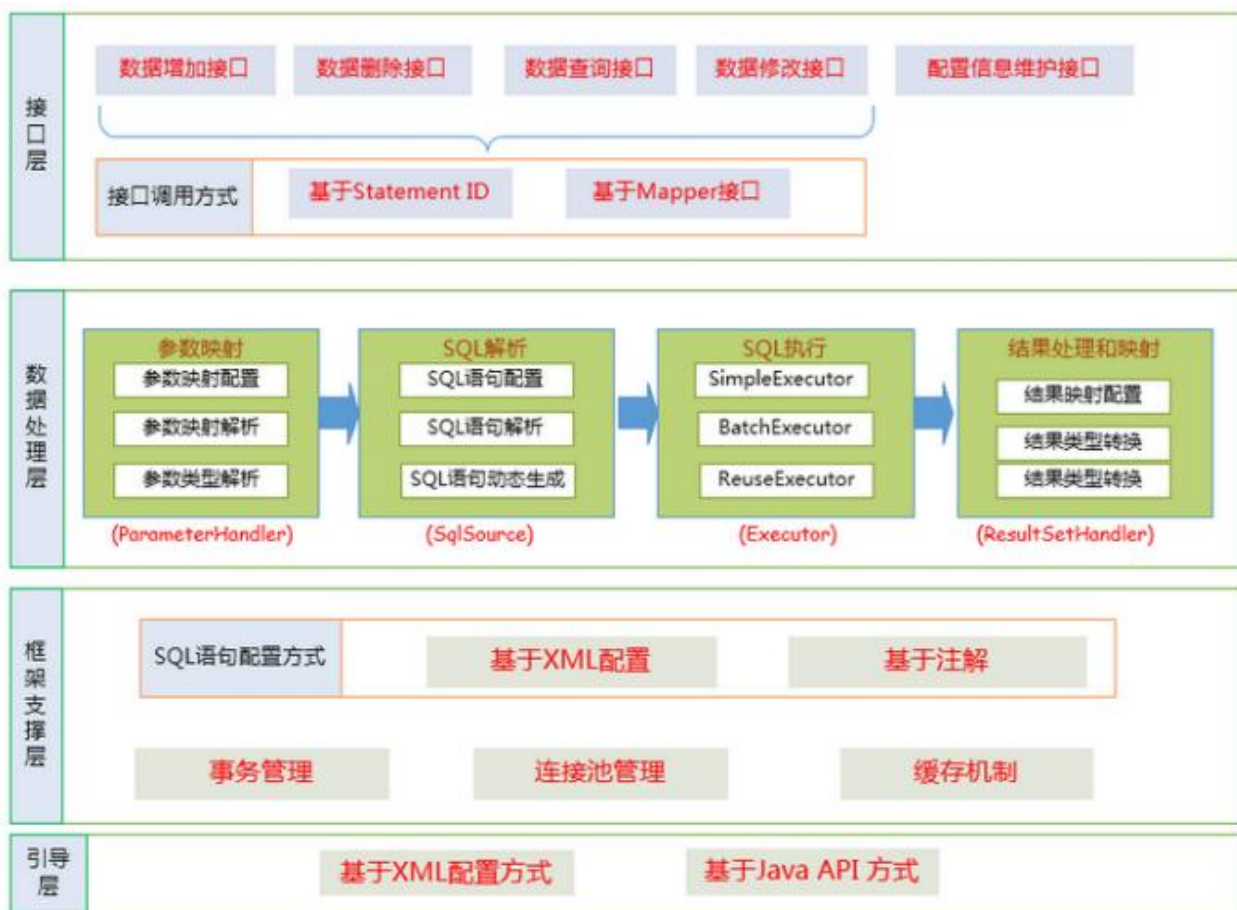 接口层
数据增加接口
数据删除接口
数据查询接口
数据修改接口
配置信息维护接口
接口调用方式
基于Statement ID
基于Mapper接口
数据处理层
参数映射
参数映射配置
参数映射解析
参数类型解析
(ParameterHandler)
SQL解析
SQL语句配置
SQL语句解析
SQL语句动态生成
(SqlSource)
SQL执行
SimpleExecutor
BatchExecutor
ReuseExecutor
(Executor)
结果处理和映射
结果映射配置
结果类型转换
结果类型转换
(ResultSetHandler)
框架支撑层
SQL语句配置方式
基于XML配置
基于注解
事务管理
连接池管理
缓存机制
引导层
基于XML配置方式
基于Java API 方式